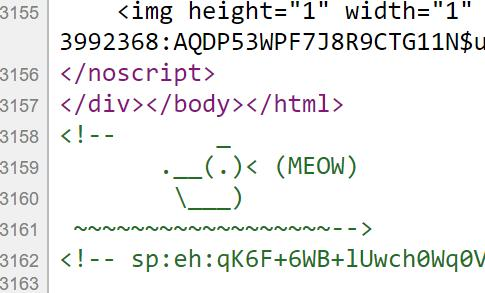 3155     <img height="1" width="1"
3992368:AQDP53WPF7J8R9CTG11N$u
3156 </noscript>
3157 </div></body></html>
3158 <!--       _
3159        .__(.)< (MEOW)
3160         \___)
3161  ~~~~~~~~~~~~~~~~~~-->
3162 <!-- sp:eh:qK6F+6WB+lUwch0Wq0V
3163